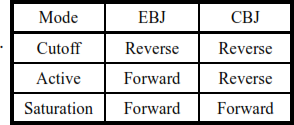 Mode EBJ CBJ
Cutoff Reverse Reverse
Active Forward Reverse
Saturation Forward Forward